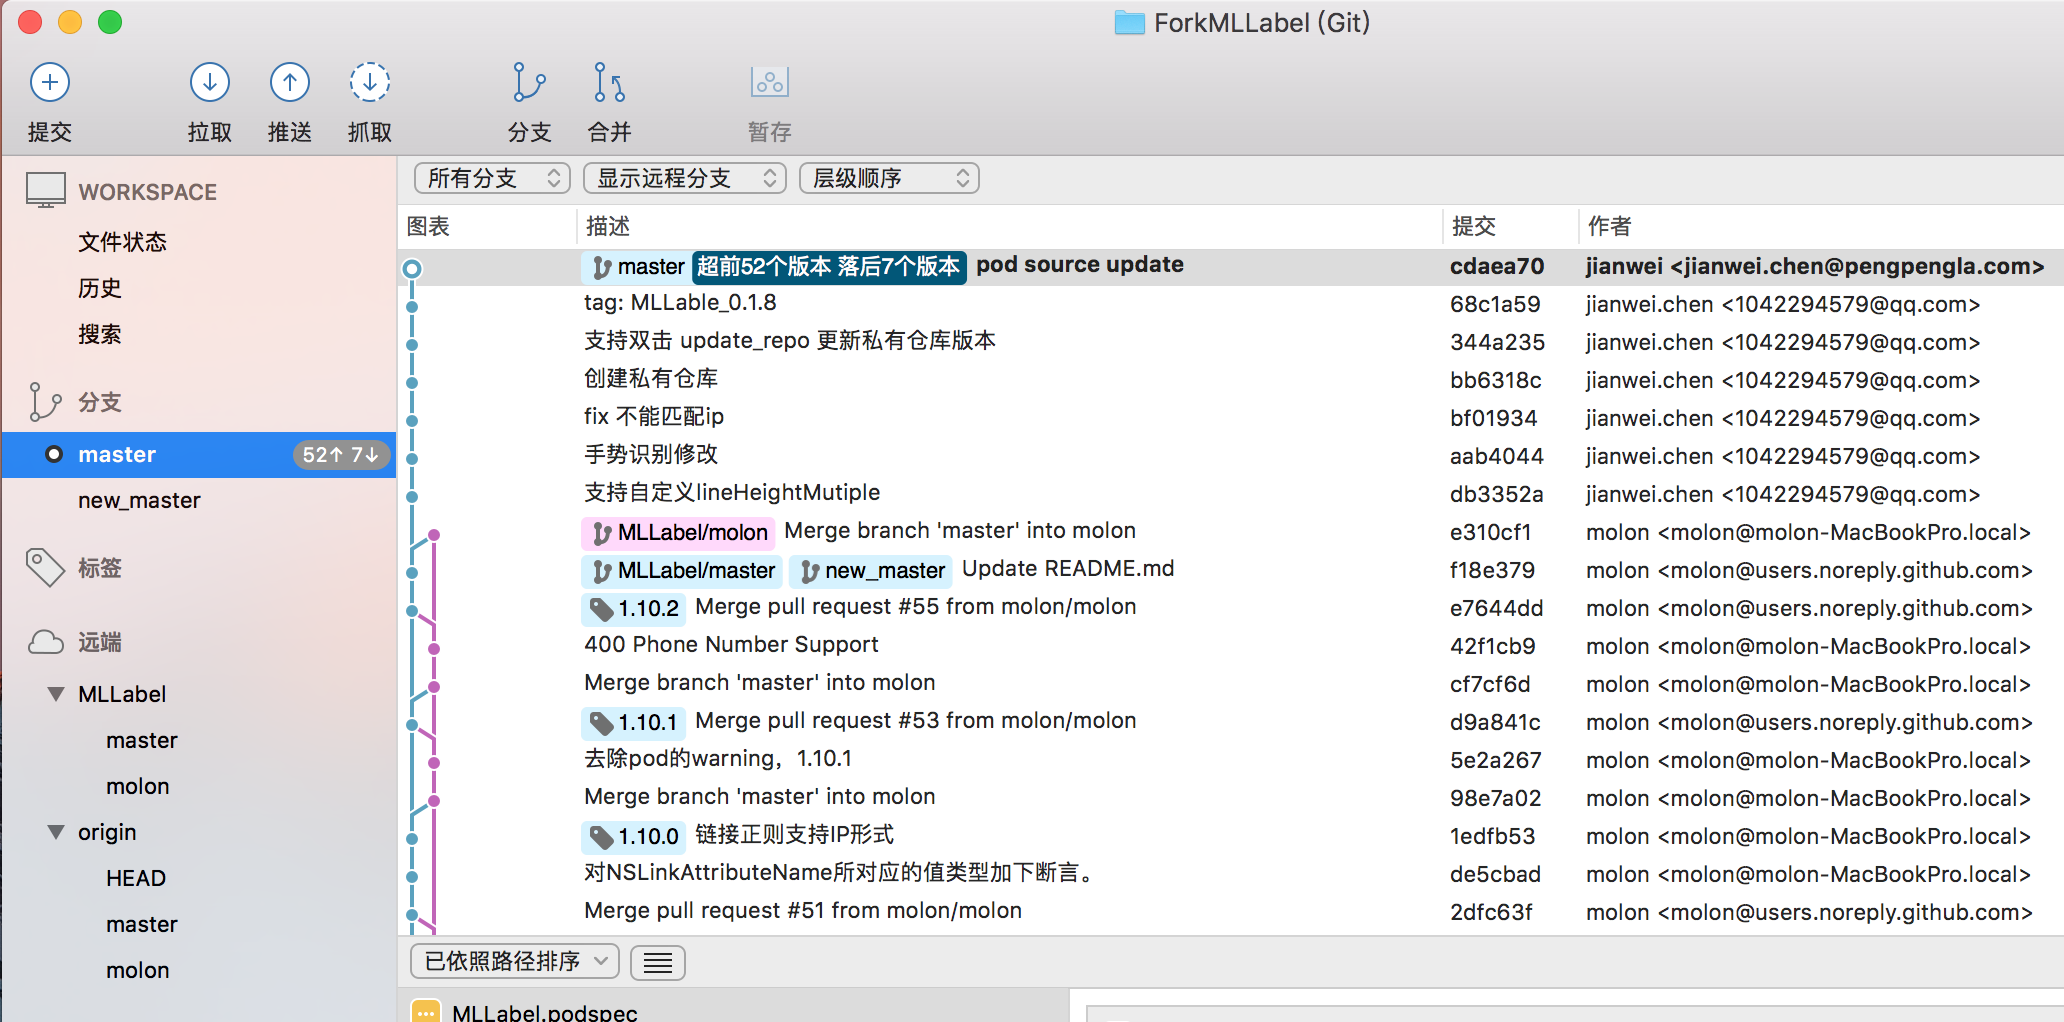 ForkMLLabel (Git)
提交 拉取 推送 抓取 分支 合并 暂存
WORKSPACE
文件状态
历史
搜索
分支
master 52↑ 7↓
new_master
标签
远端
MLLabel
master
molon
origin
HEAD
master
molon
所有分支 显示远程分支 层级顺序
图表 描述 提交 作者
master 超前52个版本 落后7个版本 pod source update cdaea70 jianwei <jianwei.chen@pengpengla.com>
tag: MLLable_0.1.8 68c1a59 jianwei.chen <1042294579@qq.com>
支持双击 update_repo 更新私有仓库版本 344a235 jianwei.chen <1042294579@qq.com>
创建私有仓库 bb6318c jianwei.chen <1042294579@qq.com>
fix 不能匹配ip bf01934 jianwei.chen <1042294579@qq.com>
手势识别修改 aab4044 jianwei.chen <1042294579@qq.com>
支持自定义lineHeightMutiple db3352a jianwei.chen <1042294579@qq.com>
MLLabel/molon Merge branch 'master' into molon e310cf1 molon <molon@molon-MacBookPro.local>
MLLabel/master new_master Update README.md f18e379 molon <molon@users.noreply.github.com>
1.10.2 Merge pull request #55 from molon/molon e7644dd molon <molon@users.noreply.github.com>
400 Phone Number Support 42f1cb9 molon <molon@molon-MacBookPro.local>
Merge branch 'master' into molon cf7cf6d molon <molon@molon-MacBookPro.local>
1.10.1 Merge pull request #53 from molon/molon d9a841c molon <molon@users.noreply.github.com>
去除pod的warning，1.10.1 5e2a267 molon <molon@molon-MacBookPro.local>
Merge branch 'master' into molon 98e7a02 molon <molon@molon-MacBookPro.local>
1.10.0 链接正则支持IP形式 1edfb53 molon <molon@molon-MacBookPro.local>
对NSLinkAttributeName所对应的值类型加下断言。 de5cbad molon <molon@molon-MacBookPro.local>
Merge pull request #51 from molon/molon 2dfc63f molon <molon@users.noreply.github.com>
已依照路径排序
MLLabel.podspec